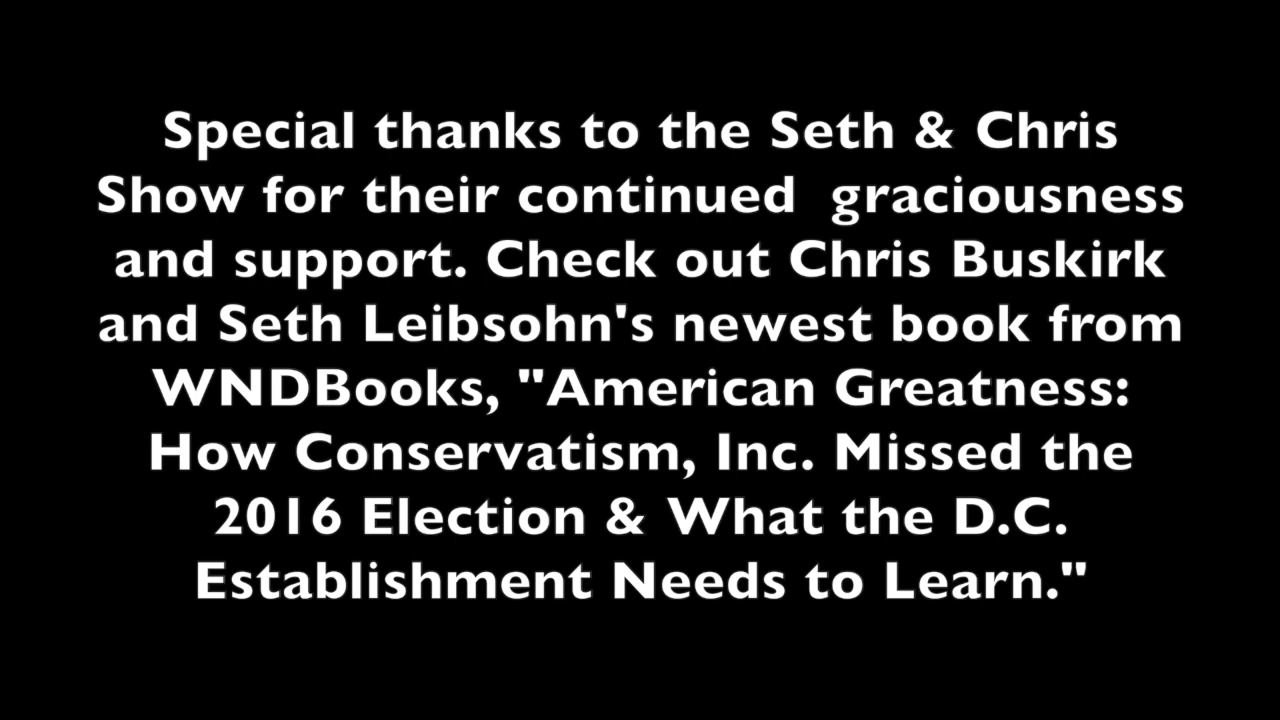 Special thanks to the Seth & Chris
Show for their continued  graciousness
and support. Check out Chris Buskirk
and Seth Leibsohn's newest book from
WNDBooks, "American Greatness:
How Conservatism, Inc. Missed the
2016 Election & What the D.C.
Establishment Needs to Learn."